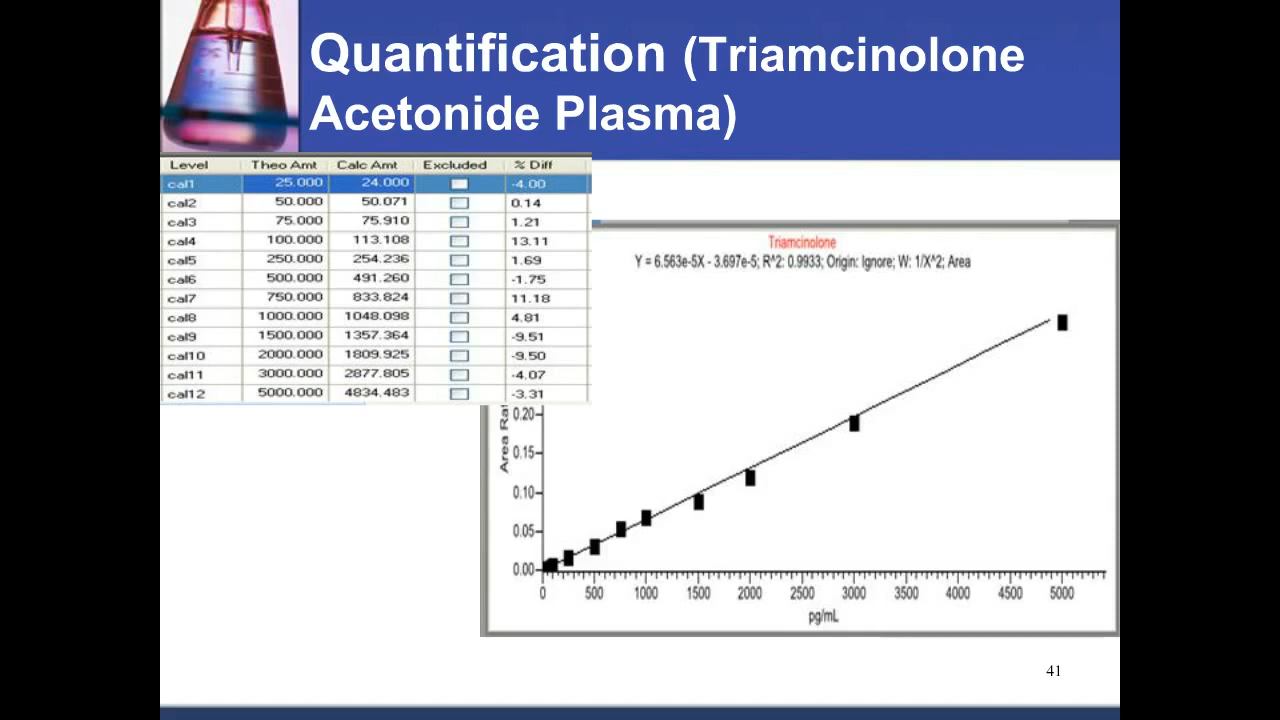 Quantification (Triamcinolone
Acetonide Plasma)
Level Theo Amt Calc Amt Excluded % Diff
cal1 25.000 24.000 -4.00
cal2 50.000 50.071 0.14
cal3 75.000 75.910 1.21
cal4 100.000 113.108 13.11
cal5 250.000 254.236 1.69
cal6 500.000 491.260 -1.75
cal7 750.000 833.824 11.18
cal8 1000.000 1048.098 4.81
cal9 1500.000 1357.364 -9.51
cal10 2000.000 1809.925 -9.50
cal11 3000.000 2877.805 -4.07
cal12 5000.000 4834.483 -3.31
Triamcinolone
Y = 6.563e-5X - 3.697e-5; R^2: 0.9933; Origin: Ignore; W: 1/X^2; Area
0.20
0.15
0.10
0.05
0.00
Area
0 500 1000 1500 2000 2500 3000 3500 4000 4500 5000
pg/mL
41